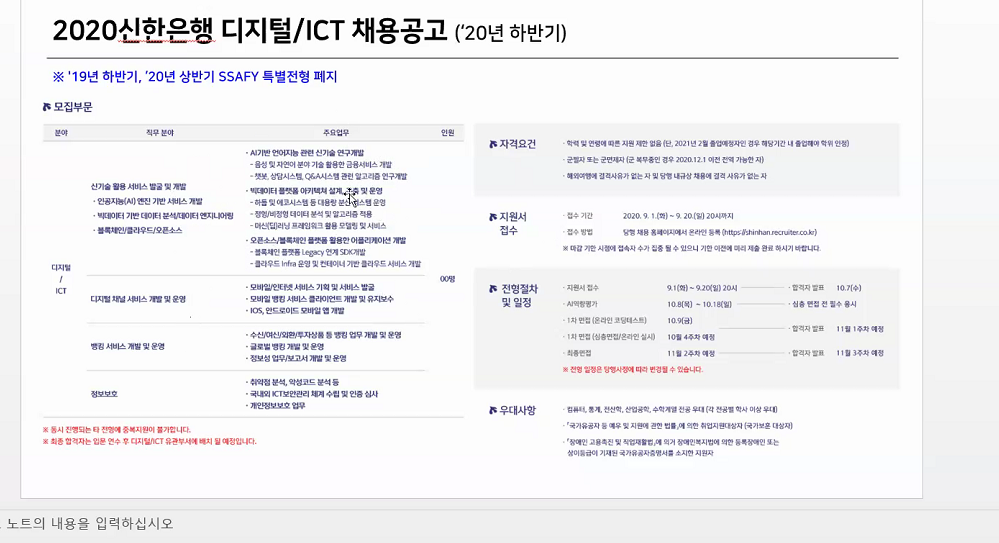 2020신한은행 디지털/ICT 채용공고 (‘20년 하반기)
※ '19년 하반기, ’20년 상반기 SSAFY 특별전형 폐지
모집부문
분야 직무 분야 주요업무 인원
디지털
/
ICT
신기술 활용 서비스 발굴 및 개발
· 인공지능(AI) 엔진 기반 서비스 개발
· 빅데이터 기반 데이터 분석/데이터 엔지니어링
· 블록체인/클라우드/오픈소스
· AI기반 언어지능 관련 신기술 연구개발
- 음성 및 자연어 분야 기술 활용한 금융서비스 개발
- 챗봇, 상담시스템, Q&A시스템 관련 알고리즘 연구개발
· 빅데이터 플랫폼 아키텍쳐 설계, 구축 및 운영
- 하둡 및 에코시스템 등 대용량 분산시스템 운영
- 정형/비정형 데이터 분석 및 알고리즘 적용
- 머신(딥)러닝 프레임워크 활용 모델링 및 서비스
· 오픈소스/블록체인 플랫폼 활용한 어플리케이션 개발
- 블록체인 플랫폼 Legacy 연계 SDK개발
- 클라우드 Infra 운영 및 컨테이너 기반 클라우드 서비스 개발
00명
디지털 채널 서비스 개발 및 운영
· 모바일/인터넷 서비스 기획 및 서비스 발굴
· 모바일 뱅킹 서비스 클라이언트 개발 및 유지보수
· IOS, 안드로이드 모바일 앱 개발
뱅킹 서비스 개발 및 운영
· 수신/여신/외환/투자상품 등 뱅킹 업무 개발 및 운영
· 글로벌 뱅킹 개발 및 운영
· 정보성 업무/보고서 개발 및 운영
정보보호
· 취약점 분석, 악성코드 분석 등
· 국내외 ICT보안관리 체계 수립 및 인증 심사
· 개인정보보호 업무
※ 동시 진행되는 타 전형에 중복지원이 불가합니다.
※ 최종 합격자는 입문 연수 후 디지털/ICT 유관부서에 배치 될 예정입니다.
자격요건
· 학력 및 연령에 따른 지원 제한 없음 (단, 2021년 2월 졸업예정자인 경우 해당기간 내 졸업해야 학위 인정)
· 군필자 또는 군면제자 (군 복무중인 경우 2020.12.1 이전 전역 가능한 자)
· 해외여행에 결격사유가 없는 자 및 당행 내규상 채용에 결격 사유가 없는 자
지원서
접수
· 접수 기간 2020. 9. 1.(화) ~ 9. 20.(일) 20시까지
· 접수 방법 당행 채용 홈페이지에서 온라인 등록 (https://shinhan.recruiter.co.kr)
※ 마감 기한 시점에 접속자 수가 집중 될 수 있으니 기한 이전에 미리 제출 완료 하시기 바랍니다.
전형절차
및 일정
· 지원서 접수 9.1(화) ~ 9.20(일) 20시 · 합격자 발표 10.7(수)
· AI역량평가 10.8(목) ~ 10.18(일) · 심층 면접 전 필수 응시
· 1차 면접 (온라인 코딩테스트) 10.9(금)
· 합격자 발표 11월 1주차 예정
· 1차 면접 (심층면접/온라인 실시) 10월 4주차 예정
· 최종면접 11월 2주차 예정 · 합격자 발표 11월 3주차 예정
※ 전형 일정은 당행사정에 따라 변경될 수 있습니다.
우대사항
· 컴퓨터, 통계, 전산학, 산업공학, 수학계열 전공 우대 (각 전공별 학사 이상 우대)
· 「국가유공자 등 예우 및 지원에 관한 법률」에 의한 취업지원대상자 (국가보훈 대상자)
· 「장애인 고용촉진 및 직업재활법」에 의거 장애인복지법에 의한 등록장애인 또는
상이등급이 기재된 국가유공자증명서를 소지한 지원자
노트의 내용을 입력하십시오